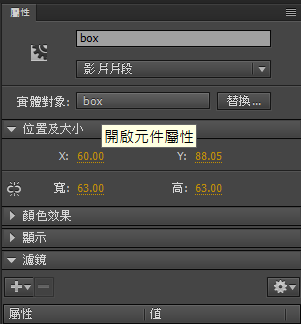 屬性
box
影片片段
實體對象: box 替換...
位置及大小
開啟元件屬性
X: 60.00 Y: 88.05
寬: 63.00 高: 63.00
顏色效果
顯示
濾鏡
屬性 值